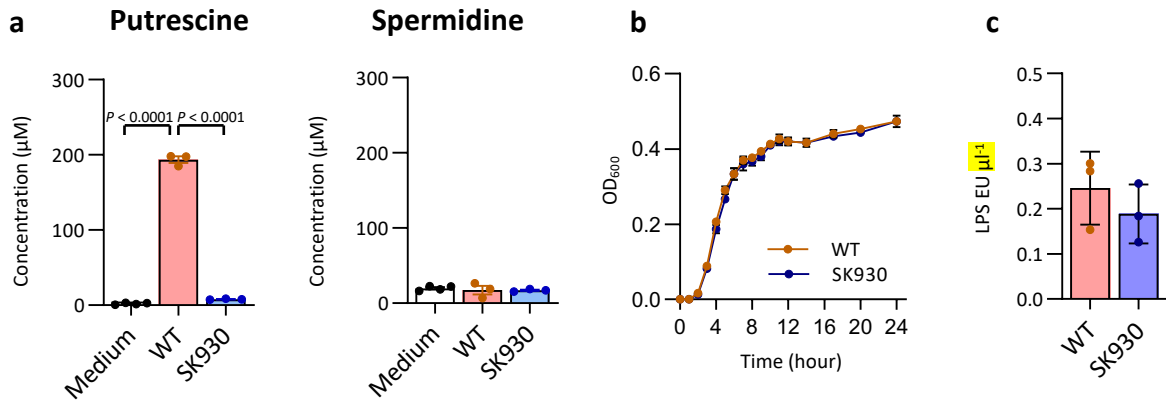 a
Putrescine
300
200
100
0
Concentration (µM)
P < 0.0001
P < 0.0001
Medium
WT
SK930
Spermidine
300
200
100
0
Concentration (µM)
Medium
WT
SK930
b
0.6
0.4
0.2
0.0
OD600
WT
SK930
0 4 8 12 16 20 24
Time (hour)
c
0.5
0.4
0.3
0.2
0.1
0.0
LPS EU µl-1
WT
SK930